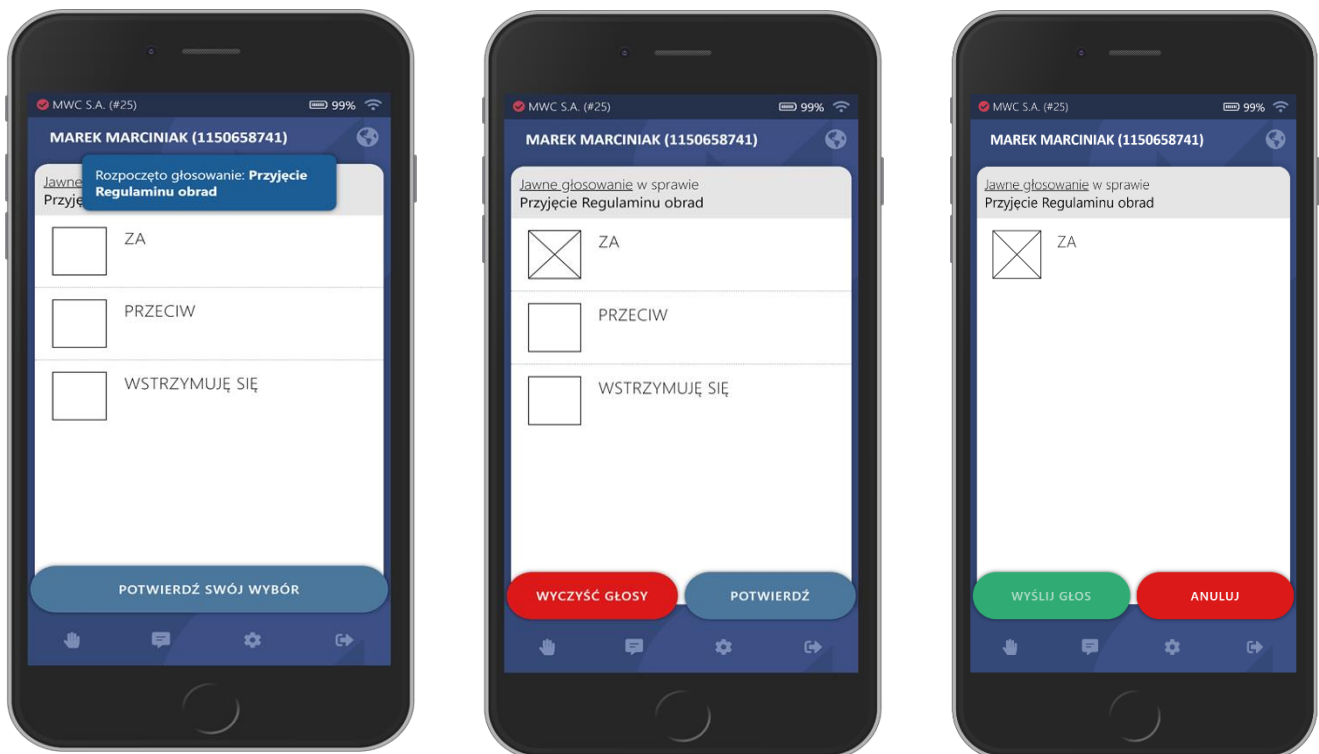 MWC S.A. (#25) 99%
MAREK MARCINIAK (1150658741)
Rozpoczęto głosowanie: Przyjęcie
Regulaminu obrad
Jawne
Przyję
ZA
PRZECIW
WSTRZYMUJĘ SIĘ
POTWIERDŹ SWÓJ WYBÓR
MWC S.A. (#25) 99%
MAREK MARCINIAK (1150658741)
Jawne głosowanie w sprawie
Przyjęcie Regulaminu obrad
ZA
PRZECIW
WSTRZYMUJĘ SIĘ
WYCZYŚĆ GŁOSY POTWIERDŹ
MWC S.A. (#25) 99%
MAREK MARCINIAK (1150658741)
Jawne głosowanie w sprawie
Przyjęcie Regulaminu obrad
ZA
WYŚLIJ GŁOS ANULUJ